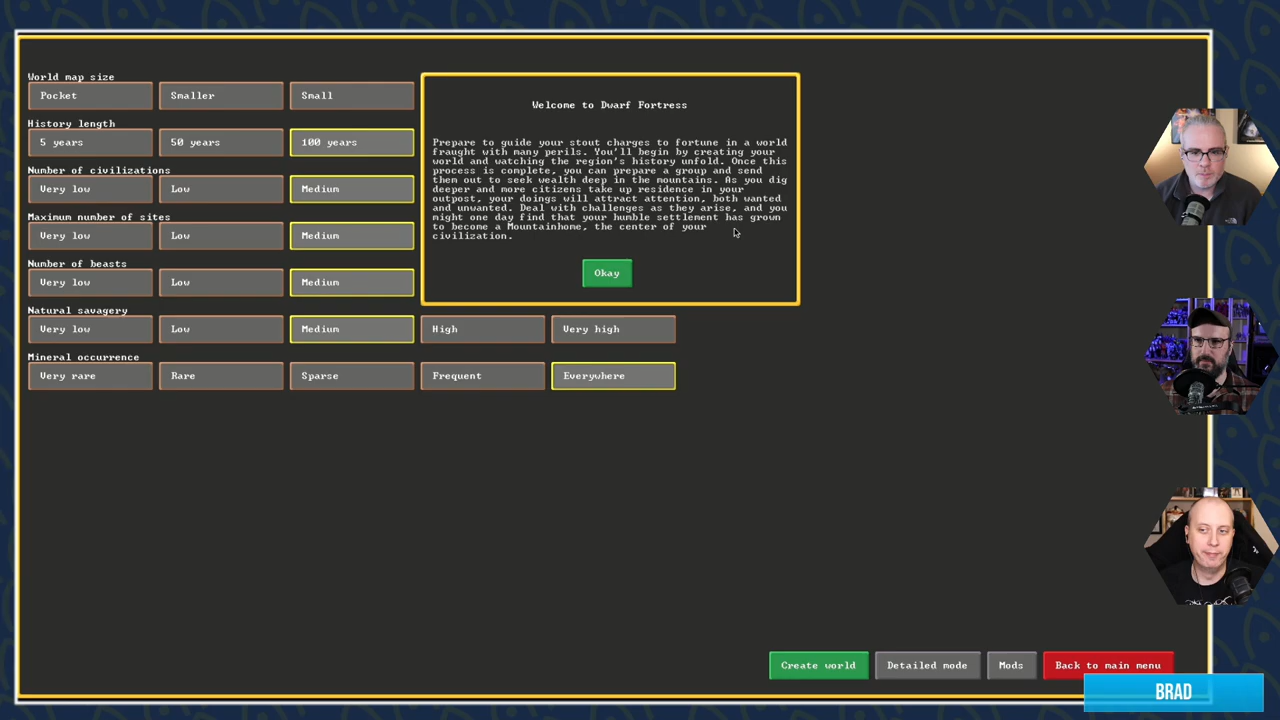 World map size
Pocket
Smaller
Small
History length
5 years
50 years
100 years
Number of civilizations
Very low
Low
Medium
Maximum number of sites
Very low
Low
Medium
Number of beasts
Very low
Low
Medium
Natural savagery
Very low
Low
Medium
High
Very high
Mineral occurrence
Very rare
Rare
Sparse
Frequent
Everywhere
Welcome to Dwarf Fortress
Prepare to guide your stout charges to fortune in a world
fraught with many perils. You'll begin by creating your
world and watching the region's history unfold. Once this
process is complete, you can prepare a group and send
them out to seek wealth deep in the mountains. As you dig
deeper and more citizens take up residence in your
outpost, your doings will attract attention, both wanted
and unwanted. Deal with challenges as they arise, and you
might one day find that your humble settlement has grown
to become a Mountainhome, the center of your
civilization.
Okay
Create world
Detailed mode
Mods
Back to main menu
BRAD